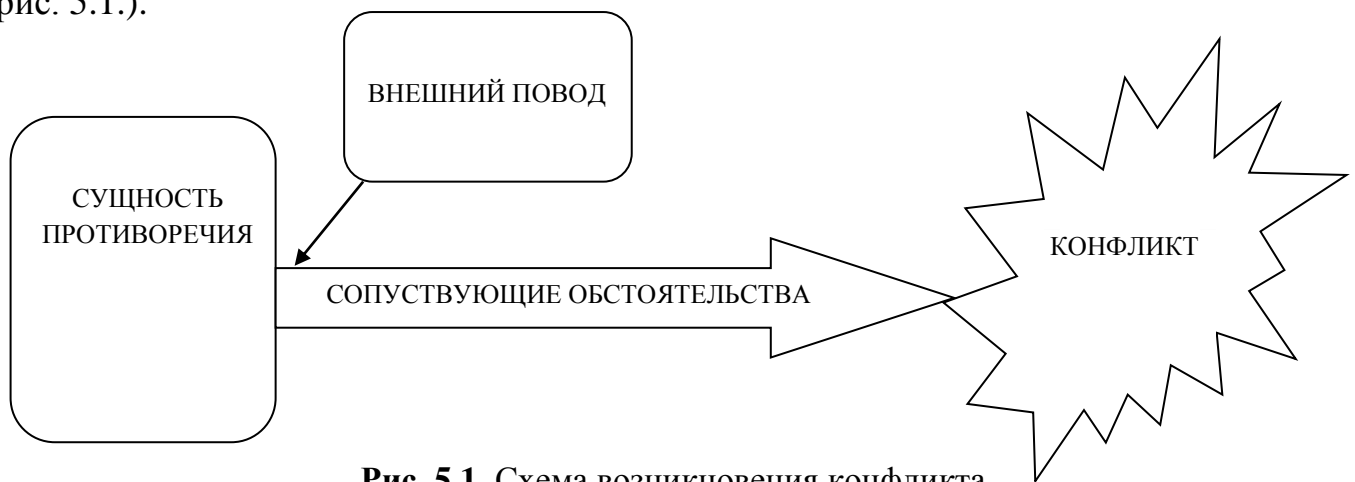 рис. 5.1.).
ВНЕШНИЙ ПОВОД
СУЩНОСТЬ
ПРОТИВОРЕЧИЯ
КОНФЛИКТ
СОПУСТВУЮЩИЕ ОБСТОЯТЕЛЬСТВА
Рис. 5.1. Схема возникновения конфликта